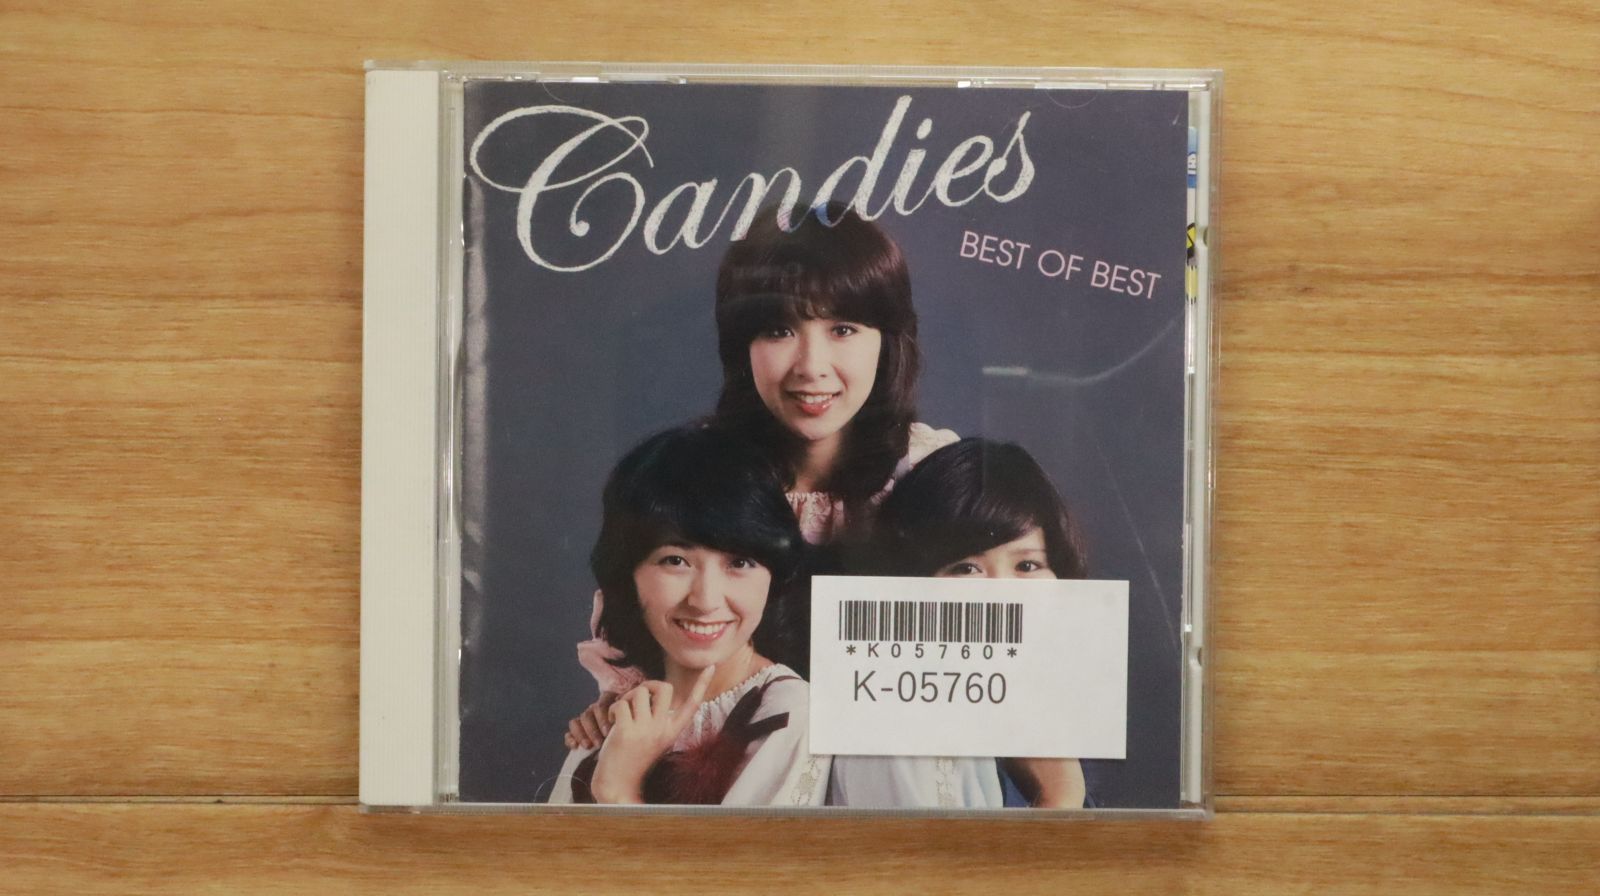 Candies
BEST OF BEST
*K05760*
K-05760